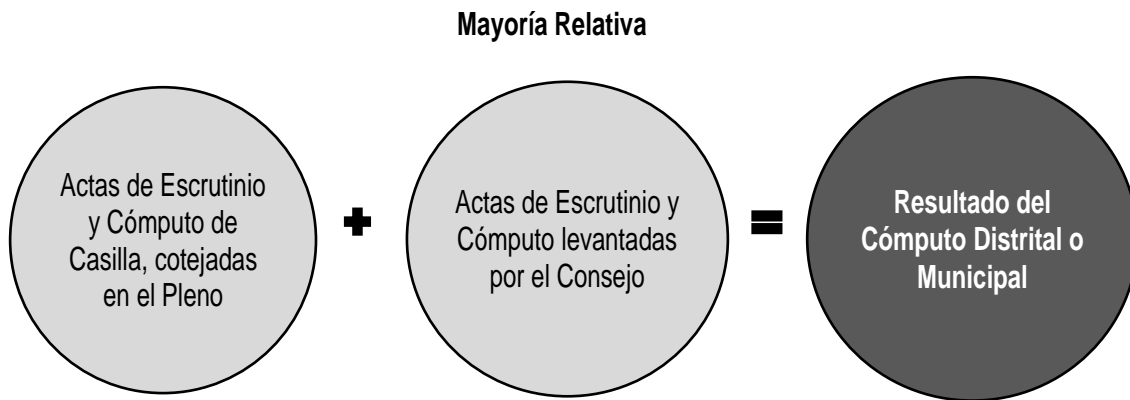 Mayoría Relativa
Actas de Escrutinio
y Cómputo de
Casilla, cotejadas
en el Pleno
+
Actas de Escrutinio y
Cómputo levantadas
por el Consejo
=
Resultado del
Cómputo Distrital o
Municipal